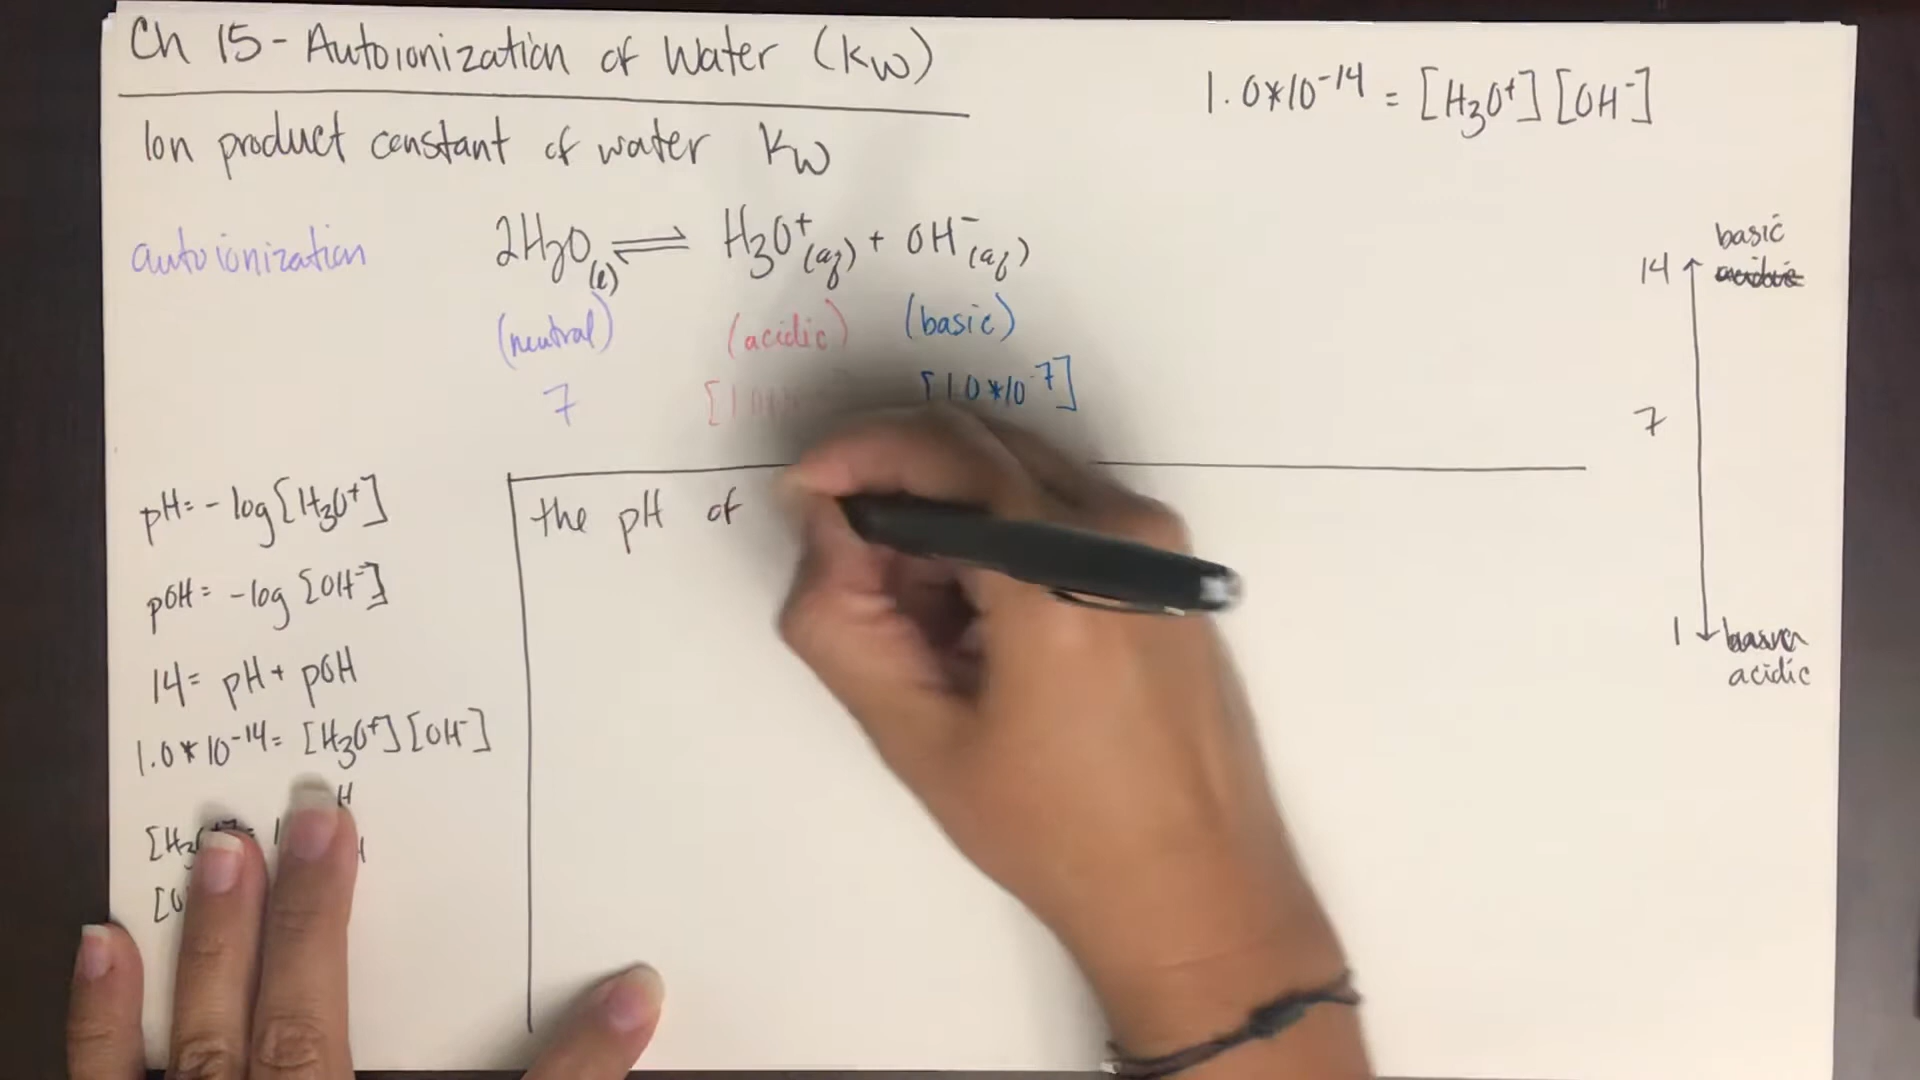 Ch 15 - Autoionization of Water (Kw)
1.0*10⁻¹⁴ = [H₃O⁺][OH⁻]
Ion product constant of water Kw
autoionization
2H₂O(l) ⇌ H₃O⁺(aq) + OH⁻(aq)
(neutral) (acidic) (basic)
7 [1.0*10⁻⁷]
basic
14
7
1
acidic
pH = - log[H₃O⁺]
pOH = - log [OH⁻]
14 = pH + pOH
1.0*10⁻¹⁴ = [H₃O⁺][OH⁻]
the pH of